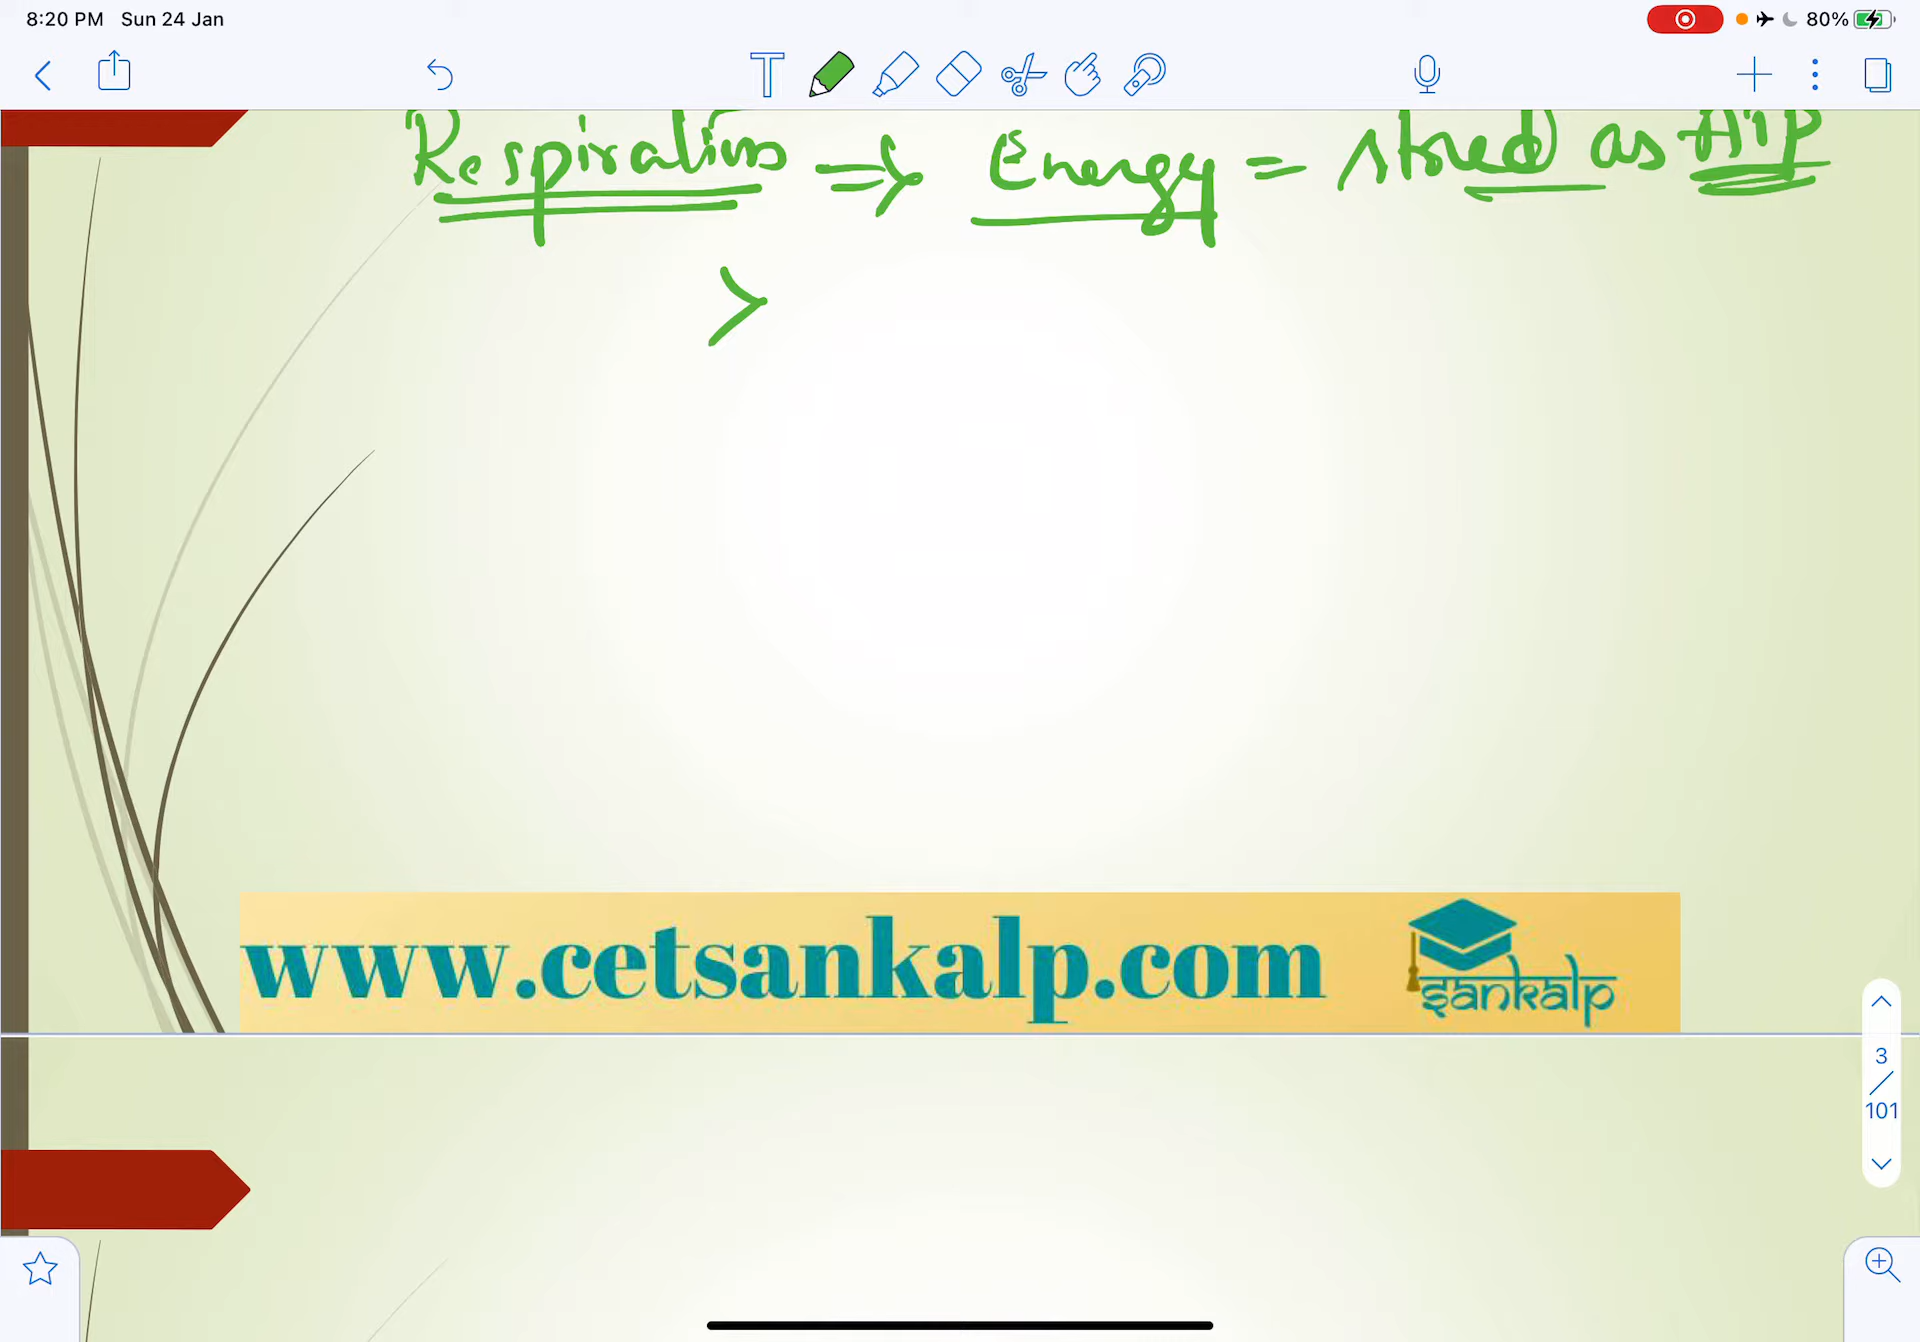 8:20 PM Sun 24 Jan
80%
T
Respiration => Energy = stored as ATP
>
www.cetsankalp.com
sankalp
3
/
101